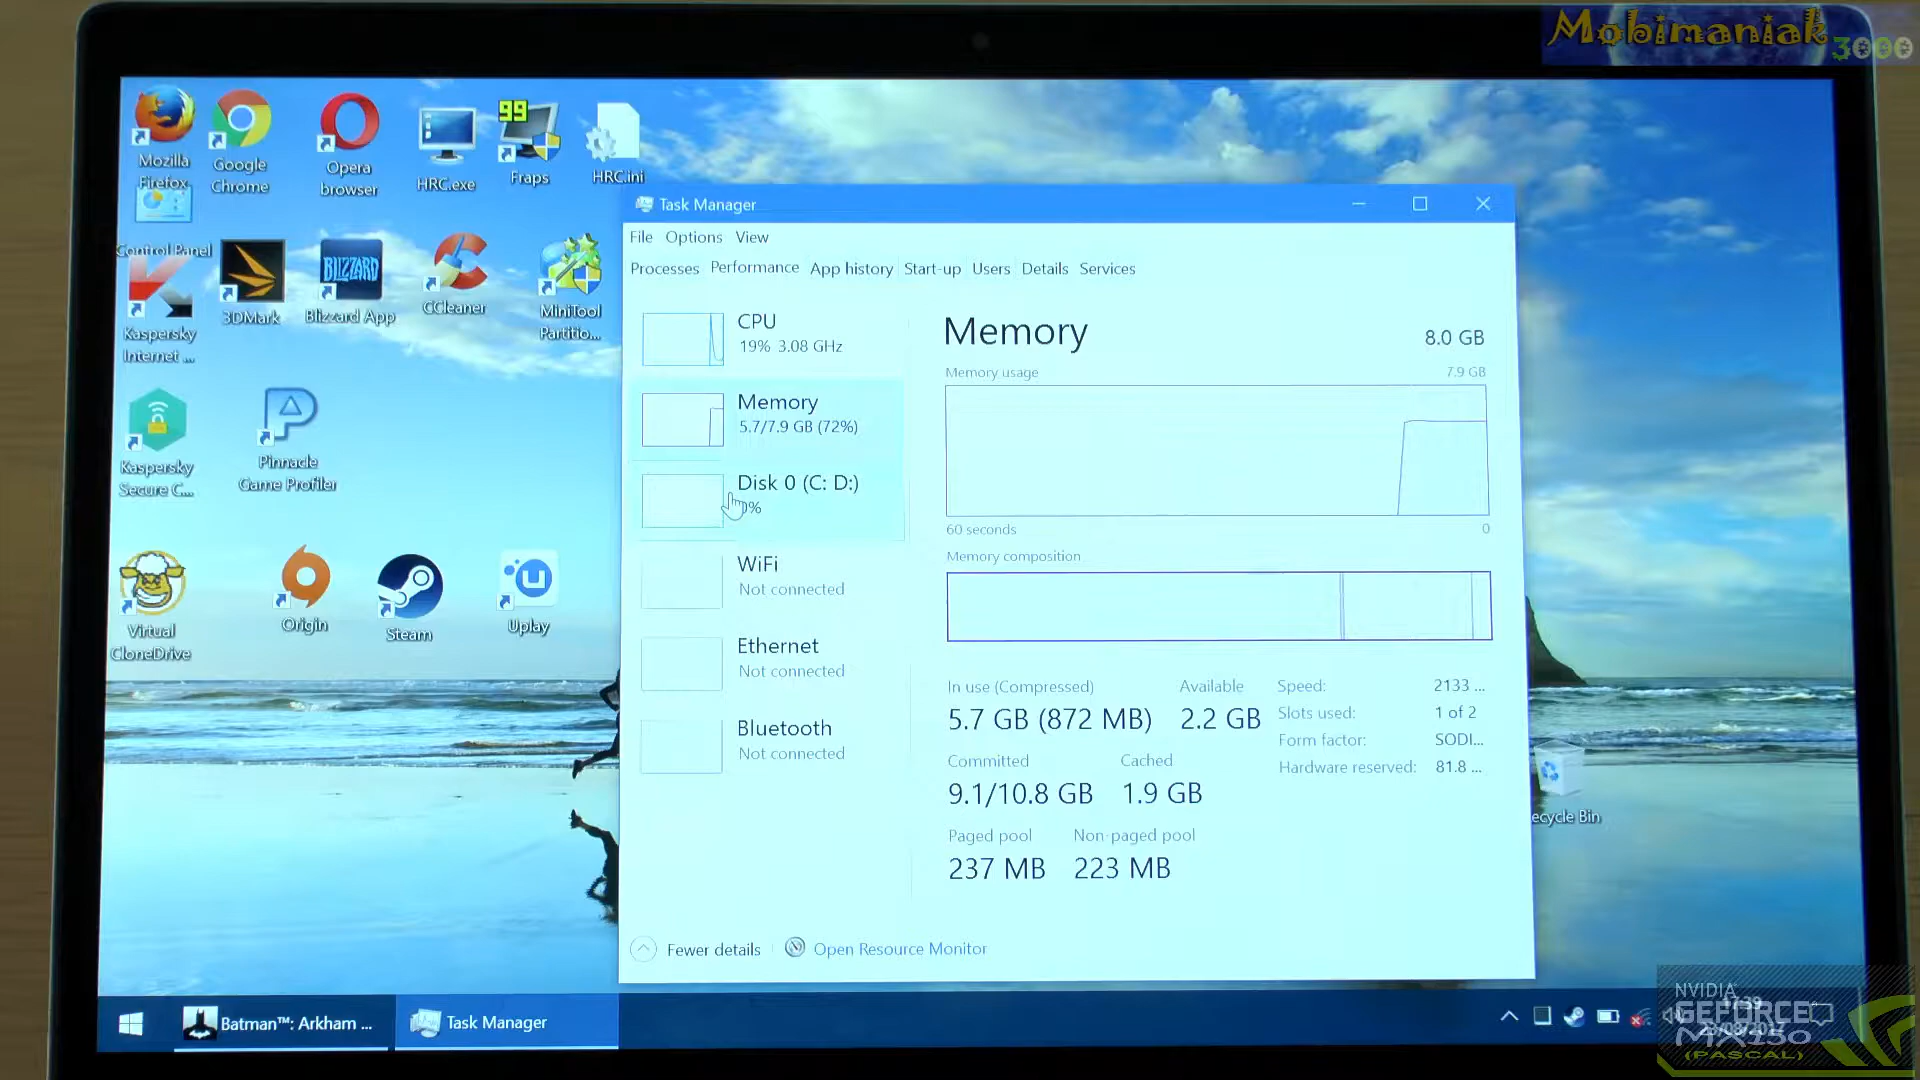 Mobimaniak 3000
99
Mozilla
Firefox
Google
Chrome
Opera
browser
HRC.exe
Fraps
HRC.ini
Control Panel
Kaspersky
Internet ...
3DMark
BLIZZARD
Blizzard App
CCleaner
MiniTool
Partitio...
Kaspersky
Secure C...
Pinnacle
Game Profiler
Virtual
CloneDrive
Origin
Steam
Uplay
Task Manager
File Options View
Processes Performance App history Start-up Users Details Services
CPU
19% 3.08 GHz
Memory
5.7/7.9 GB (72%)
Disk 0 (C: D:)
WiFi
Not connected
Ethernet
Not connected
Bluetooth
Not connected
Memory
8.0 GB
Memory usage
7.9 GB
60 seconds
0
Memory composition
In use (Compressed)
5.7 GB (872 MB)
Available
2.2 GB
Speed: 2133 ...
Slots used: 1 of 2
Form factor: SODI...
Hardware reserved: 81.8 ...
Committed
9.1/10.8 GB
Cached
1.9 GB
Paged pool
237 MB
Non-paged pool
223 MB
Fewer details
Open Resource Monitor
ecycle Bin
Batman™: Arkham ...
Task Manager
17:39
NVIDIA
GEFORCE
MX130
(PASCAL)